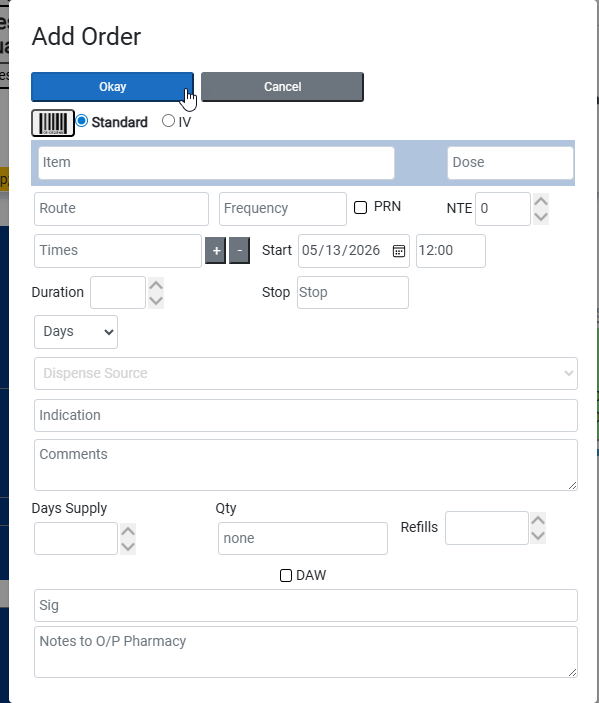 Add Order
Okay Cancel
Standard IV
Item Dose
Route Frequency PRN NTE 0
Times + - Start 05/13/2026 12:00
Duration Stop Stop
Days
Dispense Source
Indication
Comments
Days Supply Qty
none Refills
DAW
Sig
Notes to O/P Pharmacy